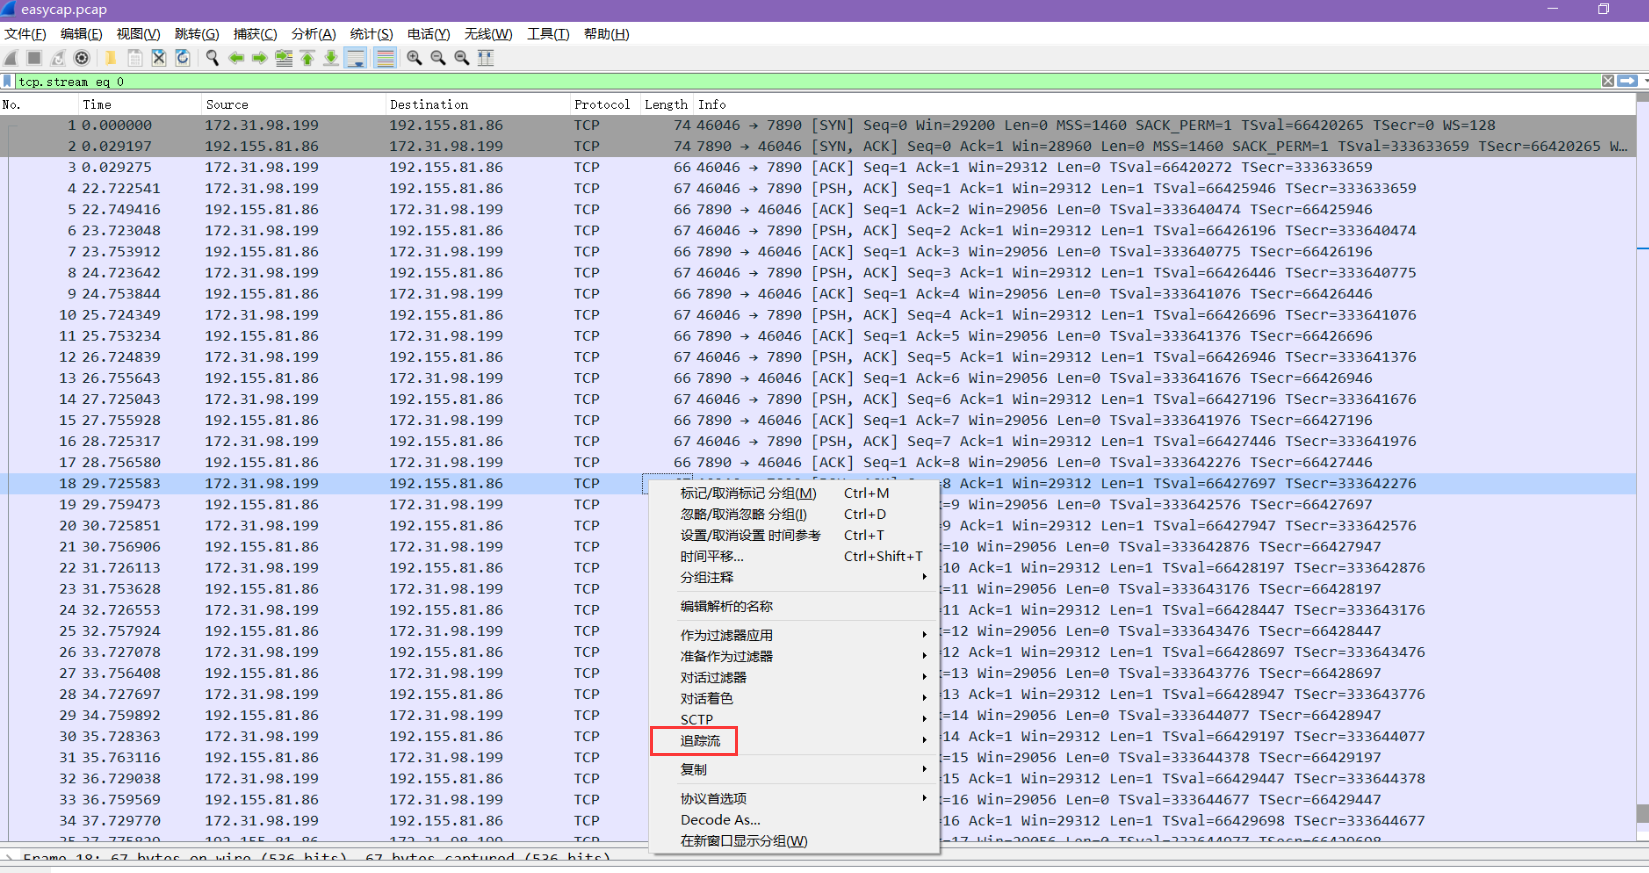 easycap.pcap
文件(F) 编辑(E) 视图(V) 跳转(G) 捕获(C) 分析(A) 统计(S) 电话(Y) 无线(W) 工具(T) 帮助(H)
tcp.stream eq 0
No. Time Source Destination Protocol Length Info
1 0.000000 172.31.98.199 192.155.81.86 TCP 74 46046 → 7890 [SYN] Seq=0 Win=29200 Len=0 MSS=1460 SACK_PERM=1 TSval=66420265 TSecr=0 WS=128
2 0.029197 192.155.81.86 172.31.98.199 TCP 74 7890 → 46046 [SYN, ACK] Seq=0 Ack=1 Win=28960 Len=0 MSS=1460 SACK_PERM=1 TSval=333633659 TSecr=66420265 W…
3 0.029275 172.31.98.199 192.155.81.86 TCP 66 46046 → 7890 [ACK] Seq=1 Ack=1 Win=29312 Len=0 TSval=66420272 TSecr=333633659
4 22.722541 172.31.98.199 192.155.81.86 TCP 67 46046 → 7890 [PSH, ACK] Seq=1 Ack=1 Win=29312 Len=1 TSval=66425946 TSecr=333633659
5 22.749416 192.155.81.86 172.31.98.199 TCP 66 7890 → 46046 [ACK] Seq=1 Ack=2 Win=29056 Len=0 TSval=333640474 TSecr=66425946
6 23.723048 172.31.98.199 192.155.81.86 TCP 67 46046 → 7890 [PSH, ACK] Seq=2 Ack=1 Win=29312 Len=1 TSval=66426196 TSecr=333640474
7 23.753912 192.155.81.86 172.31.98.199 TCP 66 7890 → 46046 [ACK] Seq=1 Ack=3 Win=29056 Len=0 TSval=333640775 TSecr=66426196
8 24.723642 172.31.98.199 192.155.81.86 TCP 67 46046 → 7890 [PSH, ACK] Seq=3 Ack=1 Win=29312 Len=1 TSval=66426446 TSecr=333640775
9 24.753844 192.155.81.86 172.31.98.199 TCP 66 7890 → 46046 [ACK] Seq=1 Ack=4 Win=29056 Len=0 TSval=333641076 TSecr=66426446
10 25.724349 172.31.98.199 192.155.81.86 TCP 67 46046 → 7890 [PSH, ACK] Seq=4 Ack=1 Win=29312 Len=1 TSval=66426696 TSecr=333641076
11 25.753234 192.155.81.86 172.31.98.199 TCP 66 7890 → 46046 [ACK] Seq=1 Ack=5 Win=29056 Len=0 TSval=333641376 TSecr=66426696
12 26.724839 172.31.98.199 192.155.81.86 TCP 67 46046 → 7890 [PSH, ACK] Seq=5 Ack=1 Win=29312 Len=1 TSval=66426946 TSecr=333641376
13 26.755643 192.155.81.86 172.31.98.199 TCP 66 7890 → 46046 [ACK] Seq=1 Ack=6 Win=29056 Len=0 TSval=333641676 TSecr=66426946
14 27.725043 172.31.98.199 192.155.81.86 TCP 67 46046 → 7890 [PSH, ACK] Seq=6 Ack=1 Win=29312 Len=1 TSval=66427196 TSecr=333641676
15 27.755928 192.155.81.86 172.31.98.199 TCP 66 7890 → 46046 [ACK] Seq=1 Ack=7 Win=29056 Len=0 TSval=333641976 TSecr=66427196
16 28.725317 172.31.98.199 192.155.81.86 TCP 67 46046 → 7890 [PSH, ACK] Seq=7 Ack=1 Win=29312 Len=1 TSval=66427446 TSecr=333641976
17 28.756580 192.155.81.86 172.31.98.199 TCP 66 7890 → 46046 [ACK] Seq=1 Ack=8 Win=29056 Len=0 TSval=333642276 TSecr=66427446
18 29.725583 172.31.98.199 192.155.81.86 TCP =8 Ack=1 Win=29312 Len=1 TSval=66427697 TSecr=333642276
19 29.759473 192.155.81.86 172.31.98.199 TCP =9 Win=29056 Len=0 TSval=333642576 TSecr=66427697
20 30.725851 172.31.98.199 192.155.81.86 TCP =9 Ack=1 Win=29312 Len=1 TSval=66427947 TSecr=333642576
21 30.756906 192.155.81.86 172.31.98.199 TCP =10 Win=29056 Len=0 TSval=333642876 TSecr=66427947
22 31.726113 172.31.98.199 192.155.81.86 TCP =10 Ack=1 Win=29312 Len=1 TSval=66428197 TSecr=333642876
23 31.753628 192.155.81.86 172.31.98.199 TCP =11 Win=29056 Len=0 TSval=333643176 TSecr=66428197
24 32.726553 172.31.98.199 192.155.81.86 TCP =11 Ack=1 Win=29312 Len=1 TSval=66428447 TSecr=333643176
25 32.757924 192.155.81.86 172.31.98.199 TCP =12 Win=29056 Len=0 TSval=333643476 TSecr=66428447
26 33.727078 172.31.98.199 192.155.81.86 TCP =12 Ack=1 Win=29312 Len=1 TSval=66428697 TSecr=333643476
27 33.756408 192.155.81.86 172.31.98.199 TCP =13 Win=29056 Len=0 TSval=333643776 TSecr=66428697
28 34.727697 172.31.98.199 192.155.81.86 TCP =13 Ack=1 Win=29312 Len=1 TSval=66428947 TSecr=333643776
29 34.759892 192.155.81.86 172.31.98.199 TCP =14 Win=29056 Len=0 TSval=333644077 TSecr=66428947
30 35.728363 172.31.98.199 192.155.81.86 TCP =14 Ack=1 Win=29312 Len=1 TSval=66429197 TSecr=333644077
31 35.763116 192.155.81.86 172.31.98.199 TCP =15 Win=29056 Len=0 TSval=333644378 TSecr=66429197
32 36.729038 172.31.98.199 192.155.81.86 TCP =15 Ack=1 Win=29312 Len=1 TSval=66429447 TSecr=333644378
33 36.759569 192.155.81.86 172.31.98.199 TCP =16 Win=29056 Len=0 TSval=333644677 TSecr=66429447
34 37.729770 172.31.98.199 192.155.81.86 TCP =16 Ack=1 Win=29312 Len=1 TSval=66429698 TSecr=333644677
35 37.775829 192.155.81.86 172.31.98.199 TCP =17 Win=29056 Len=0 TSval=333644977 TSecr=66429698
标记/取消标记 分组(M) Ctrl+M
忽略/取消忽略 分组(I) Ctrl+D
设置/取消设置 时间参考 Ctrl+T
时间平移... Ctrl+Shift+T
分组注释
编辑解析的名称
作为过滤器应用
准备作为过滤器
对话过滤器
对话着色
SCTP
追踪流
复制
协议首选项
Decode As...
在新窗口显示分组(W)
Frame 18: 67 bytes on wire (536 bits), 67 bytes captured (536 bits)